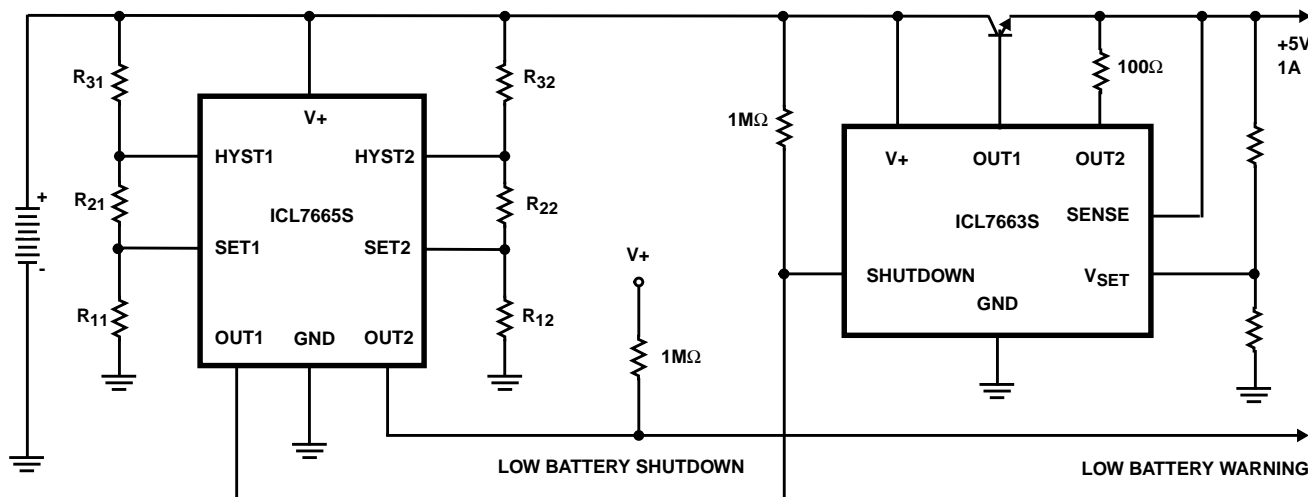 R31
R21
R11
+
-
V+
HYST1
HYST2
ICL7665S
SET1
SET2
OUT1
GND
OUT2
R32
R22
R12
V+
1MΩ
1MΩ
V+
OUT1
OUT2
ICL7663S
SENSE
SHUTDOWN
VSET
GND
100Ω
+5V
1A
LOW BATTERY SHUTDOWN
LOW BATTERY WARNING